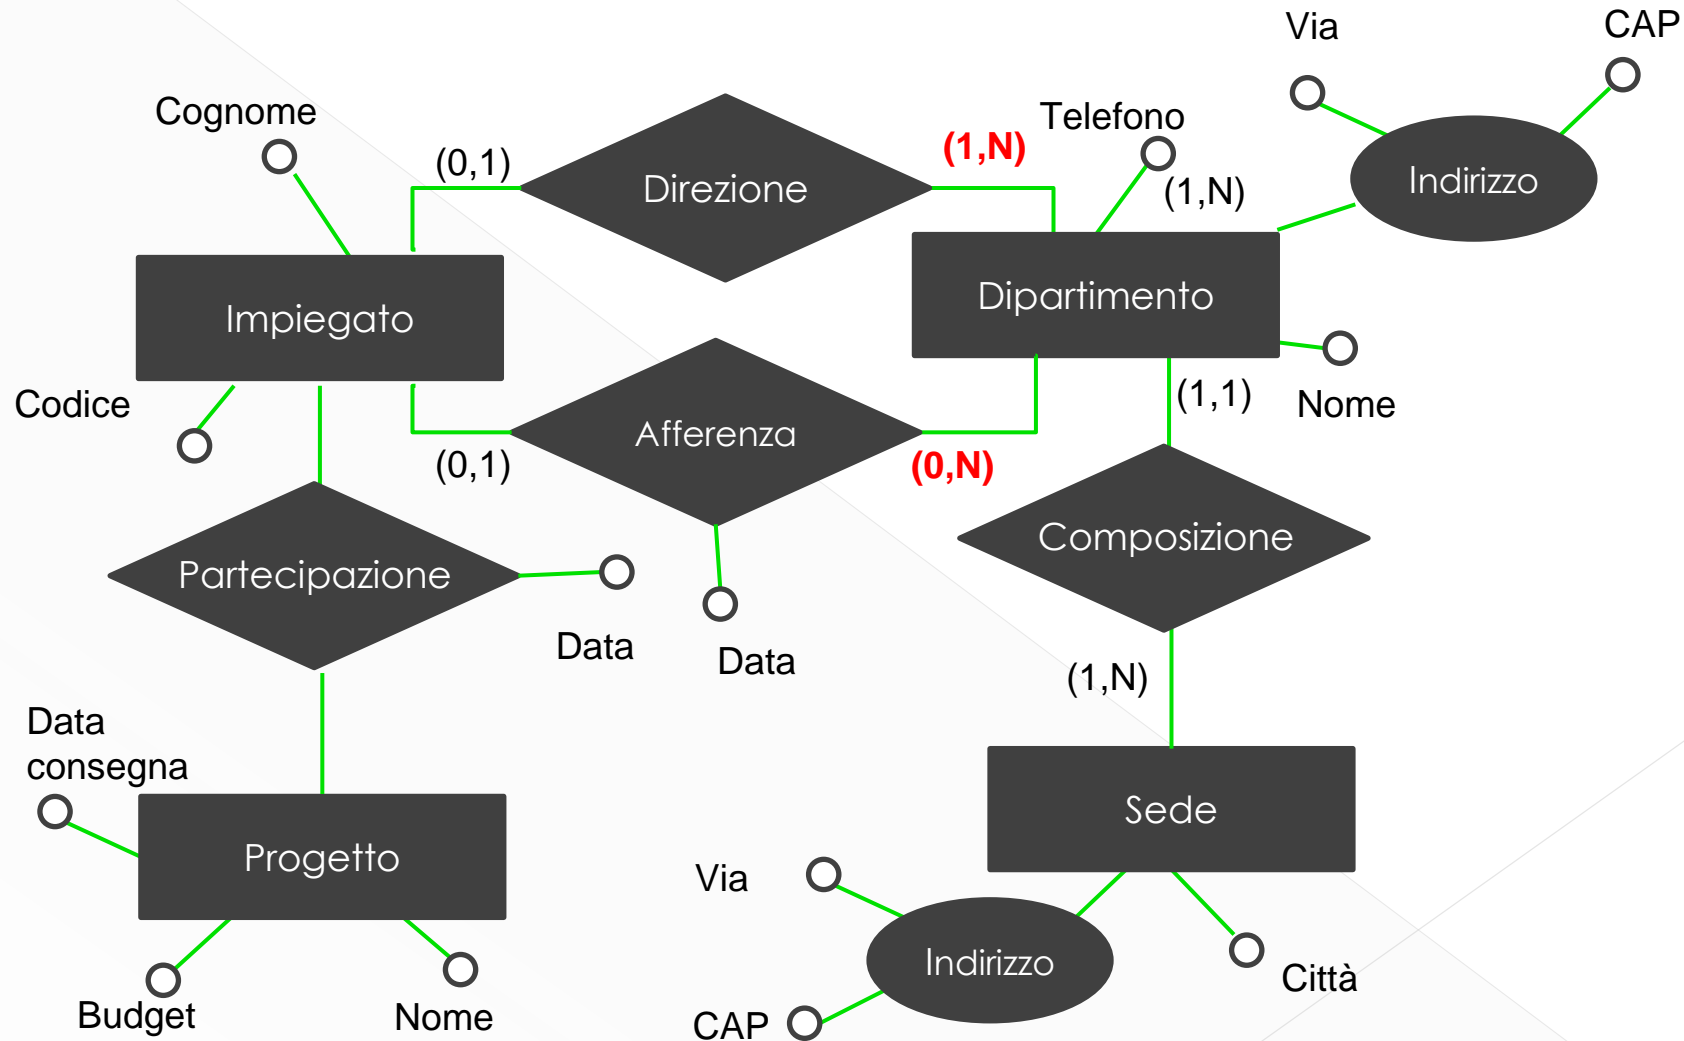 Via
CAP
Cognome
Telefono
(0,1)
(1,N)
Direzione
(1,N)
Indirizzo
Impiegato
Dipartimento
Codice
(1,1)
Nome
Afferenza
(0,1)
(0,N)
Composizione
Partecipazione
Data
Data
(1,N)
Data
consegna
Sede
Progetto
Via
Indirizzo
Città
Budget
Nome
CAP